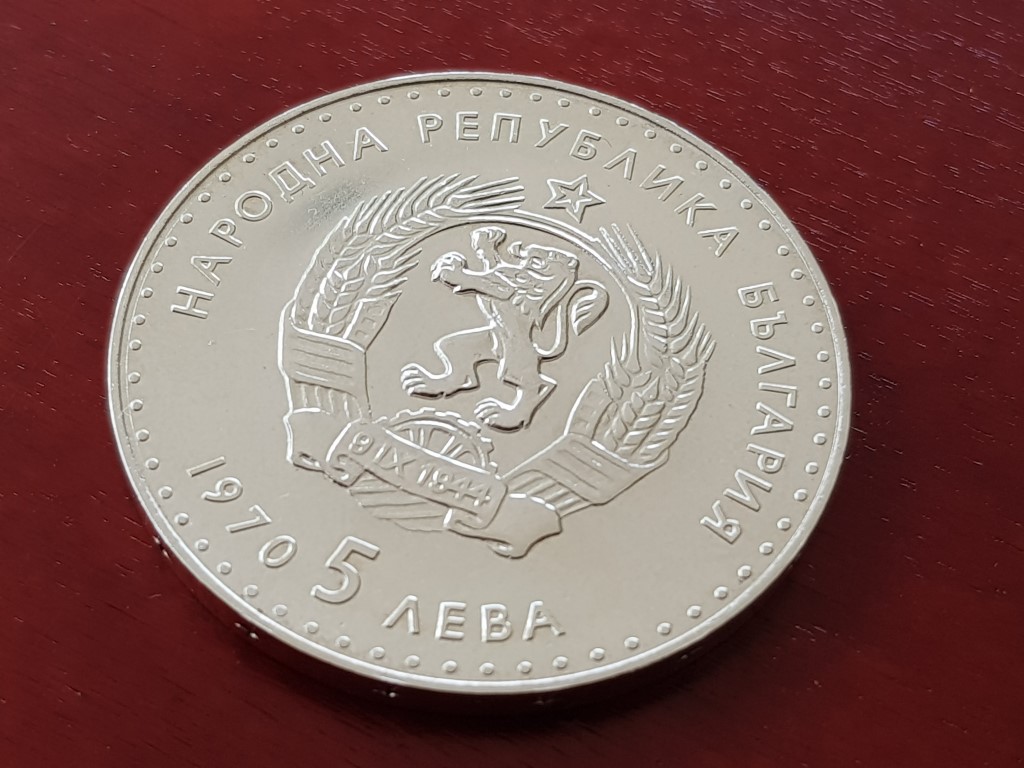 НАРОДНА РЕПУБЛИКА БЪЛГАРИЯ
9 IX 1944
1970 5 ЛЕВА